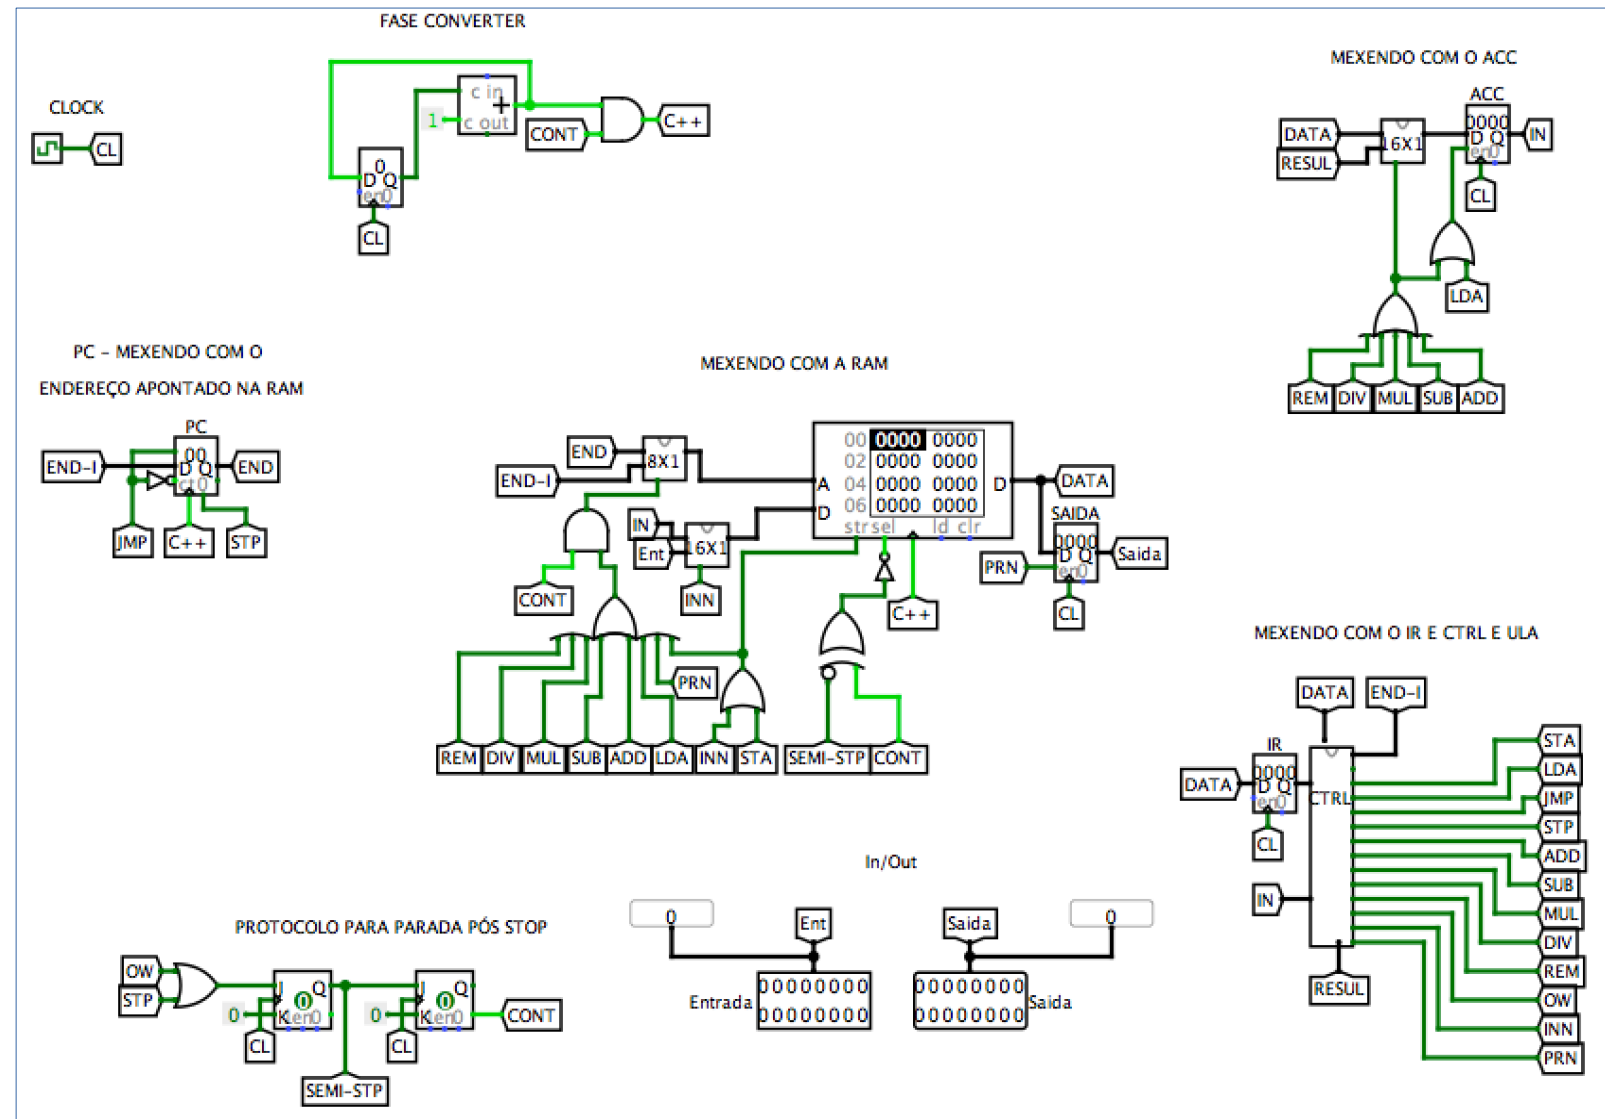 FASE CONVERTER
CLOCK
CL
c in
+
1
c out
CONT
C++
0
D Q
en0
CL
MEXENDO COM O ACC
ACC
DATA
RESUL
16X1
0000
D Q
en0
IN
CL
LDA
REM DIV MUL SUB ADD
PC - MEXENDO COM O
ENDEREÇO APONTADO NA RAM
PC
END-I
00
D Q
ct0
END
JMP C++ STP
MEXENDO COM A RAM
END
END-I
8X1
IN
Ent
16X1
CONT
INN
00 0000 0000
02 0000 0000
04 0000 0000
06 0000 0000
A
D
D
str sel ld clr
DATA
SAIDA
0000
D Q
en0
PRN
Saida
CL
C++
PRN
REM DIV MUL SUB ADD LDA INN STA
SEMI-STP CONT
MEXENDO COM O IR E CTRL E ULA
DATA END-I
IR
DATA
0000
D Q
en0
CL
CTRL
IN
RESUL
STA
LDA
JMP
STP
ADD
SUB
MUL
DIV
REM
OW
INN
PRN
PROTOCOLO PARA PARADA PÓS STOP
OW
STP
J Q
0
0
K en0
CL
SEMI-STP
J Q
0
0
K en0
CL
CONT
In/Out
0
Ent
Entrada
00000000
00000000
Saida
0
00000000
00000000
Saida